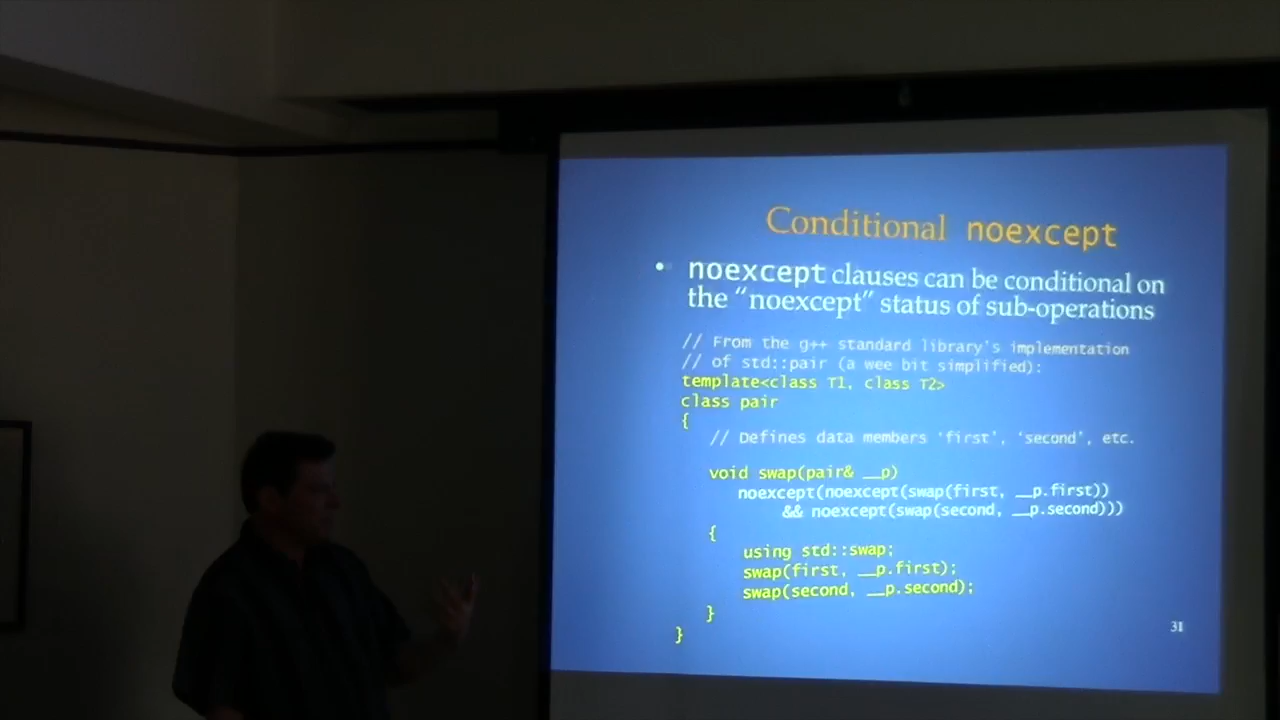 Conditional noexcept
• noexcept clauses can be conditional on
the “noexcept” status of sub-operations
// From the g++ standard library’s implementation
// of std::pair (a wee bit simplified):
template<class T1, class T2>
class pair
{
// Defines data members ‘first’, ‘second’, etc.
void swap(pair& __p)
noexcept(noexcept(swap(first, __p.first))
&& noexcept(swap(second, __p.second)))
{
using std::swap;
swap(first, __p.first);
swap(second, __p.second);
}
}
31